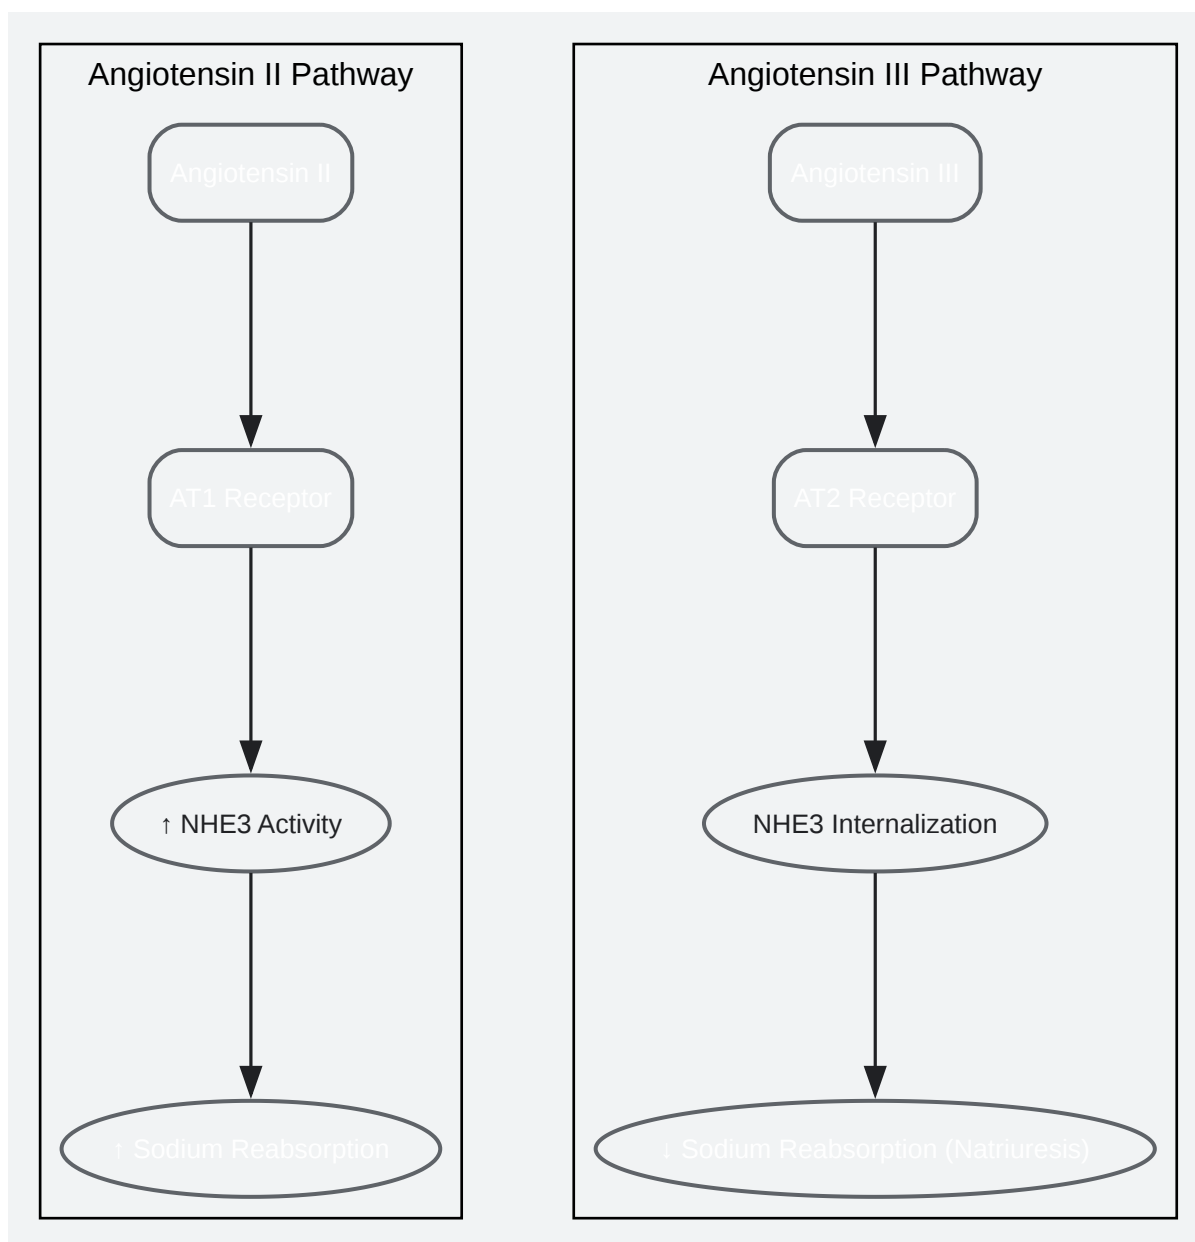 Angiotensin II Pathway
Angiotensin II
AT1 Receptor
↑ NHE3 Activity
↑ Sodium Reabsorption
Angiotensin III Pathway
Angiotensin III
AT2 Receptor
NHE3 Internalization
↓ Sodium Reabsorption (Natriuresis)